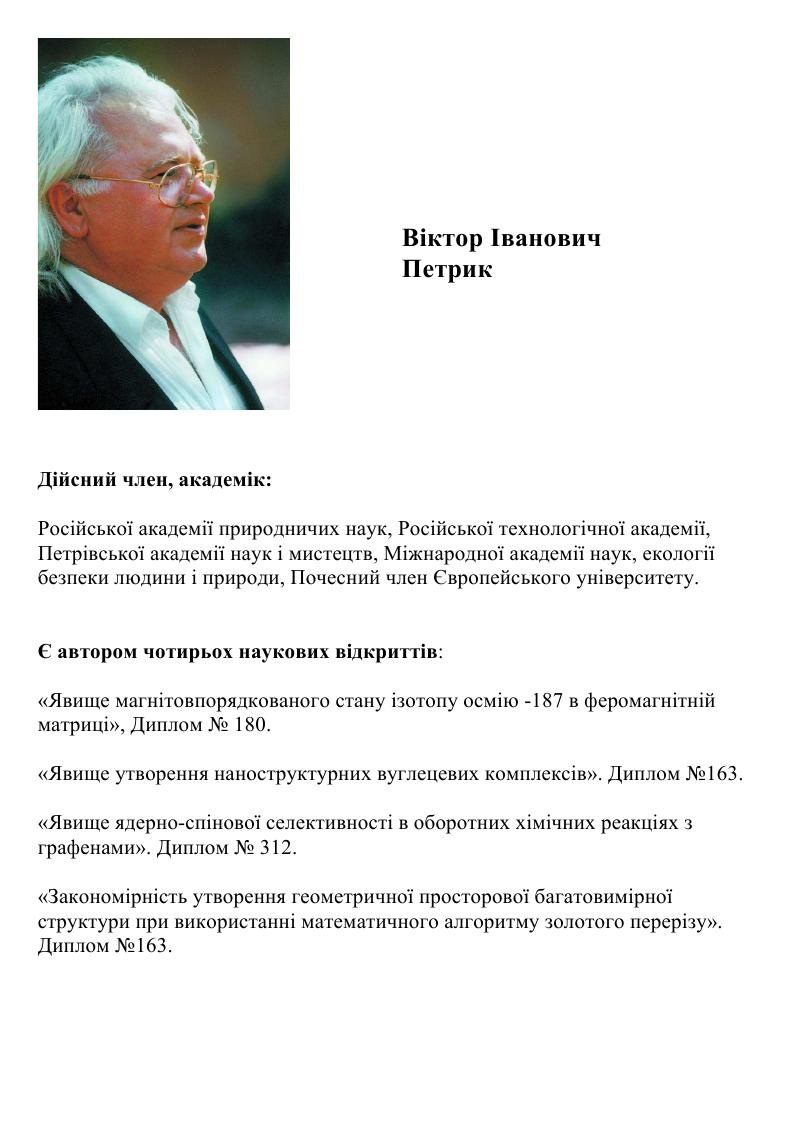 Віктор Іванович
Петрик
Дійсний член, академік:
Російської академії природничих наук, Російської технологічної академії,
Петрівської академії наук і мистецтв, Міжнародної академії наук, екології
безпеки людини і природи, Почесний член Європейського університету.
Є автором чотирьох наукових відкриттів:
«Явище магнітовпорядкованого стану ізотопу осмію -187 в феромагнітній
матриці», Диплом № 180.
«Явище утворення наноструктурних вуглецевих комплексів». Диплом №163.
«Явище ядерно-спінової селективності в оборотних хімічних реакціях з
графенами». Диплом № 312.
«Закономірність утворення геометричної просторової багатовимірної
структури при використанні математичного алгоритму золотого перерізу».
Диплом №163.